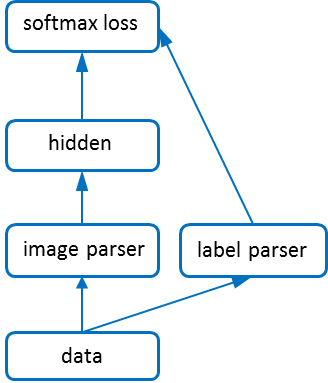 softmax loss
hidden
image parser
label parser
data